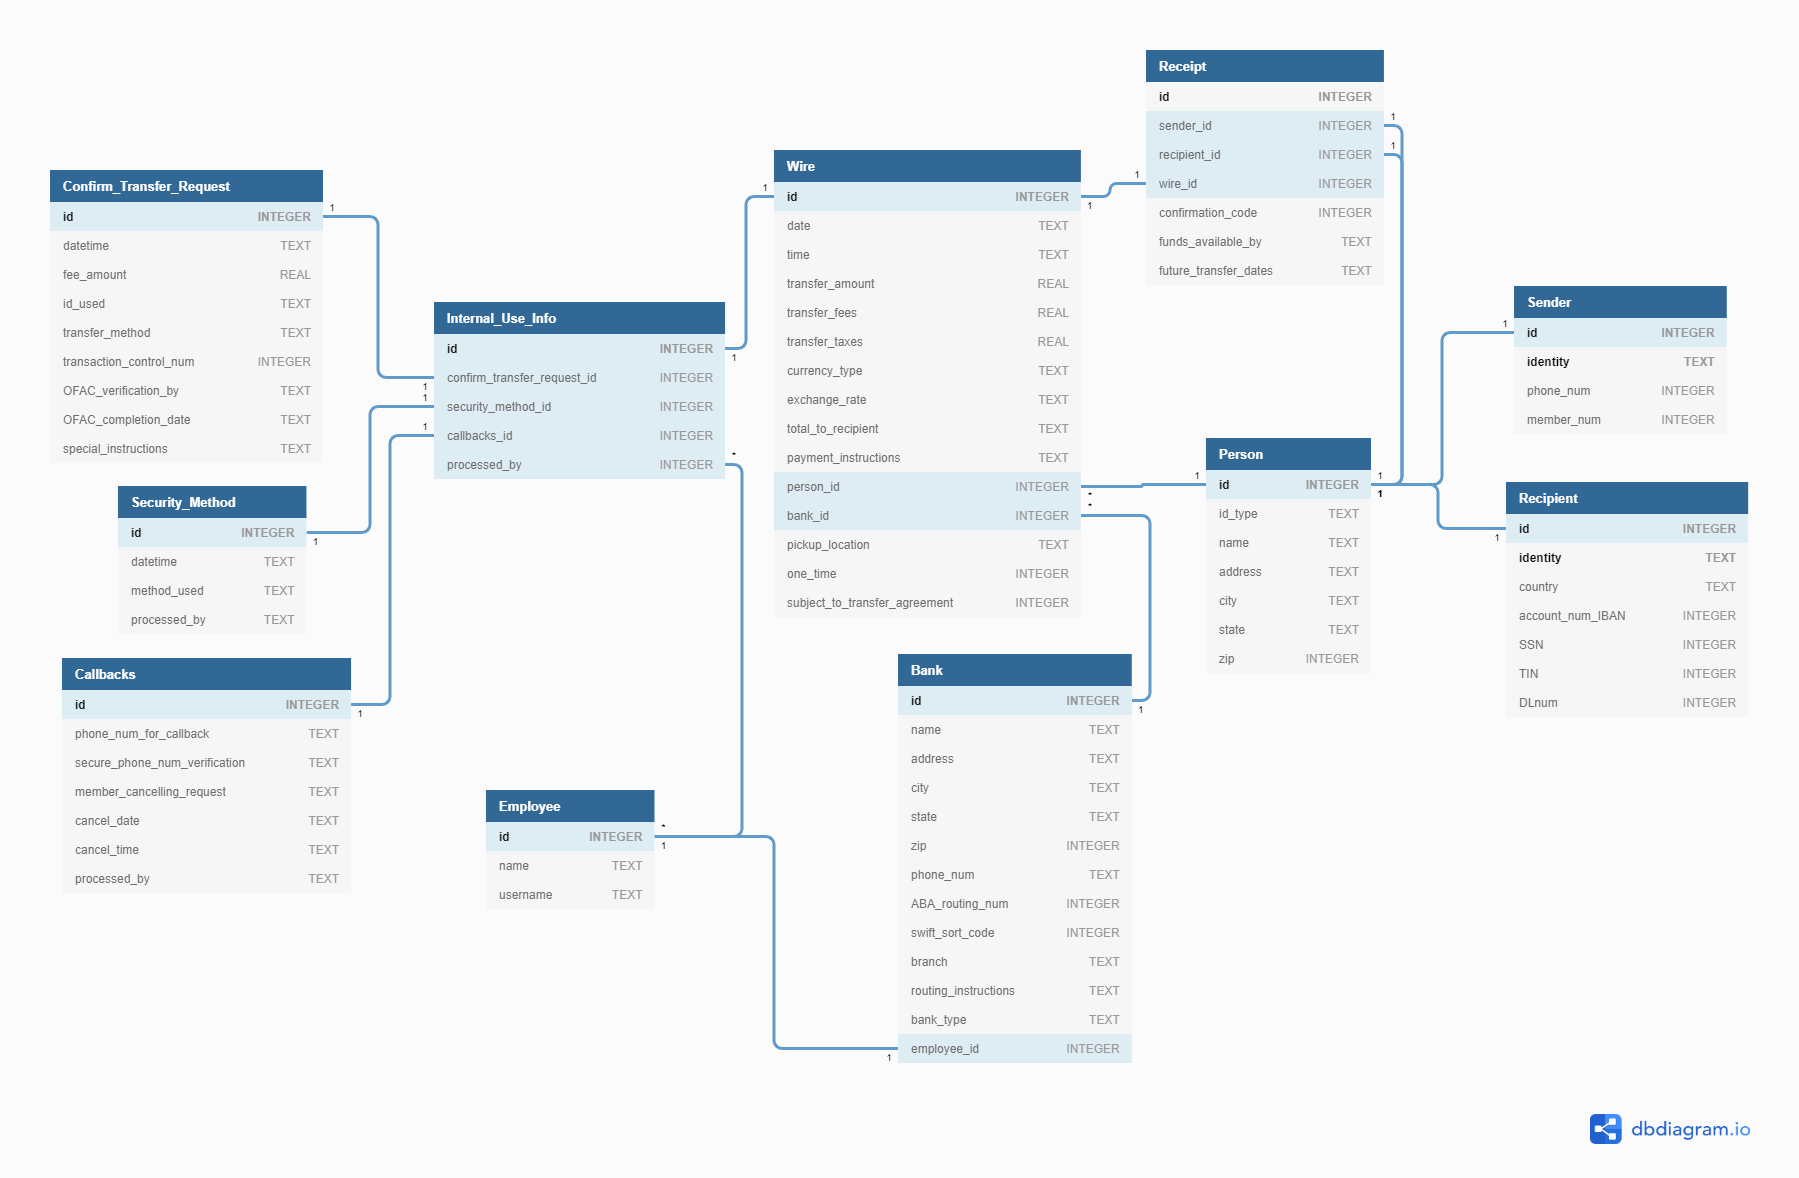 Receipt
id INTEGER
sender_id INTEGER
recipient_id INTEGER
wire_id INTEGER
confirmation_code INTEGER
funds_available_by TEXT
future_transfer_dates TEXT
1
1
1
Wire
id INTEGER
date TEXT
time TEXT
transfer_amount REAL
transfer_fees REAL
transfer_taxes REAL
currency_type TEXT
exchange_rate TEXT
total_to_recipient TEXT
payment_instructions TEXT
person_id INTEGER
bank_id INTEGER
pickup_location TEXT
one_time INTEGER
subject_to_transfer_agreement INTEGER
1
1
*
*
Confirm_Transfer_Request
id INTEGER
datetime TEXT
fee_amount REAL
id_used TEXT
transfer_method TEXT
transaction_control_num INTEGER
OFAC_verification_by TEXT
OFAC_completion_date TEXT
special_instructions TEXT
1
Internal_Use_Info
id INTEGER
confirm_transfer_request_id INTEGER
security_method_id INTEGER
callbacks_id INTEGER
processed_by INTEGER
1
1
1
1
*
Sender
id INTEGER
identity TEXT
phone_num INTEGER
member_num INTEGER
1
Person
id INTEGER
id_type TEXT
name TEXT
address TEXT
city TEXT
state TEXT
zip INTEGER
1
1
1
Recipient
id INTEGER
identity TEXT
country TEXT
account_num_IBAN INTEGER
SSN INTEGER
TIN INTEGER
DLnum INTEGER
1
Security_Method
id INTEGER
datetime TEXT
method_used TEXT
processed_by TEXT
1
Callbacks
id INTEGER
phone_num_for_callback TEXT
secure_phone_num_verification TEXT
member_cancelling_request TEXT
cancel_date TEXT
cancel_time TEXT
processed_by TEXT
1
Bank
id INTEGER
name TEXT
address TEXT
city TEXT
state TEXT
zip INTEGER
phone_num TEXT
ABA_routing_num INTEGER
swift_sort_code INTEGER
branch TEXT
routing_instructions TEXT
bank_type TEXT
employee_id INTEGER
1
1
Employee
id INTEGER
name TEXT
username TEXT
*
1
dbdiagram.io